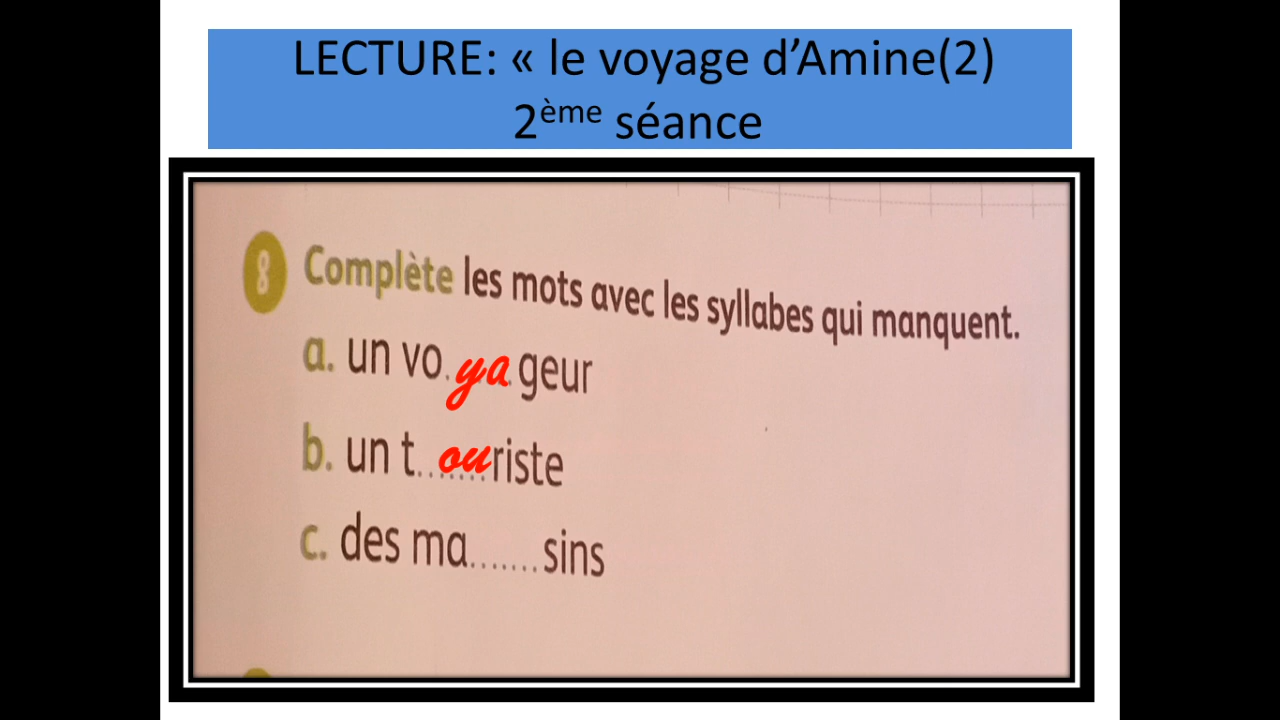 LECTURE: « le voyage d’Amine(2)
2ème séance
8 Complète les mots avec les syllabes qui manquent.
a. un vo.ya.geur
b. un t..ouriste
c. des ma.......sins